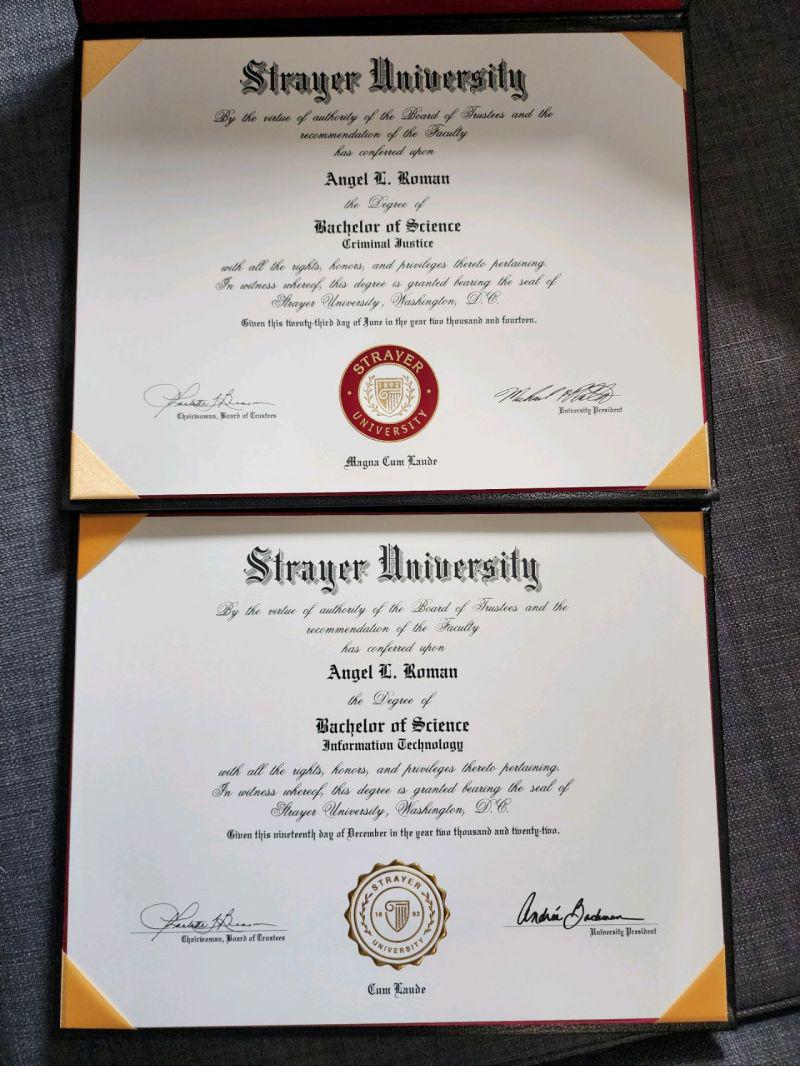 Strayer University
By the virtue of authority of the Board of Trustees and the
recommendation of the Faculty
has conferred upon
Angel L. Roman
the Degree of
Bachelor of Science
Criminal Justice
with all the rights, honors, and privileges thereto pertaining.
In witness whereof, this degree is granted bearing the seal of
Strayer University, Washington, D.C.
Given this twenty-third day of June in the year two thousand and fourteen.
STRAYER
1892
UNIVERSITY
Chairwoman, Board of Trustees
University President
Magna Cum Laude
Strayer University
By the virtue of authority of the Board of Trustees and the
recommendation of the Faculty
has conferred upon
Angel L. Roman
the Degree of
Bachelor of Science
Information Technology
with all the rights, honors, and privileges thereto pertaining.
In witness whereof, this degree is granted bearing the seal of
Strayer University, Washington, D.C.
Given this nineteenth day of December in the year two thousand and twenty-two.
STRAYER
18 92
UNIVERSITY
Andréa Backman
Chairwoman, Board of Trustees
University President
Cum Laude